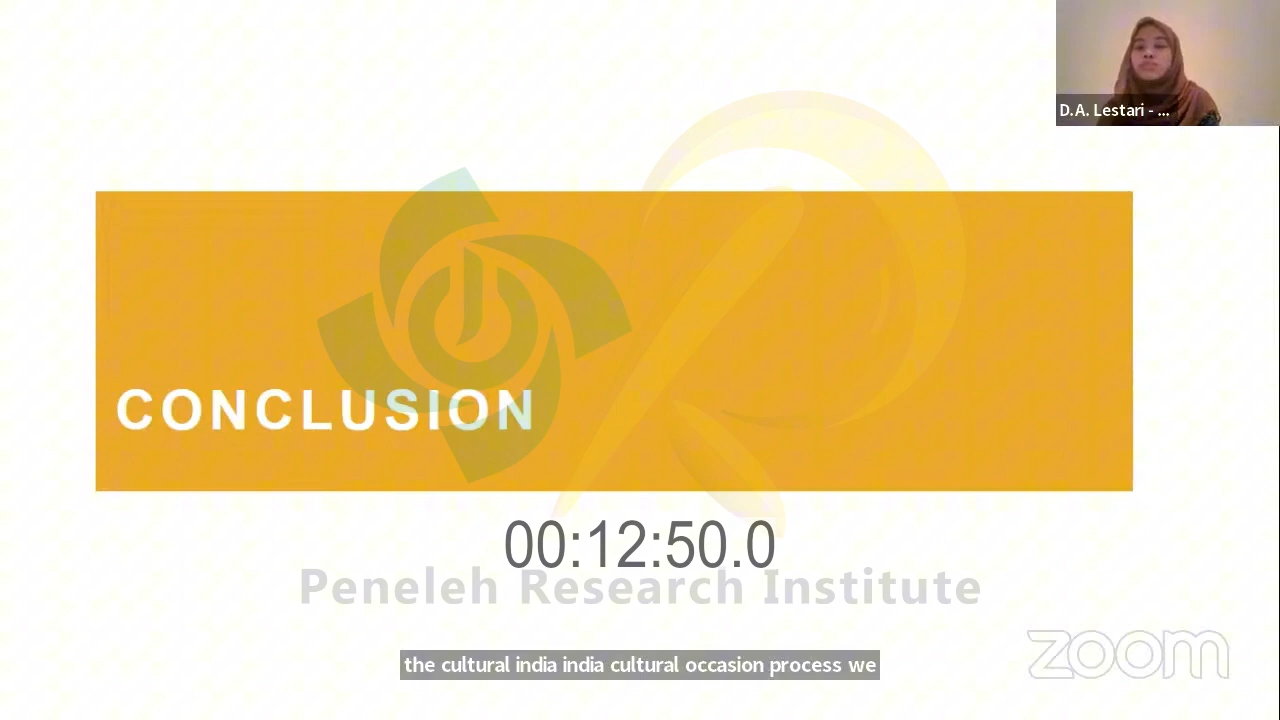 D.A. Lestari - ...
CONCLUSION
00:12:50.0
Peneleh Research Institute
zoom
the cultural india india cultural occasion process we